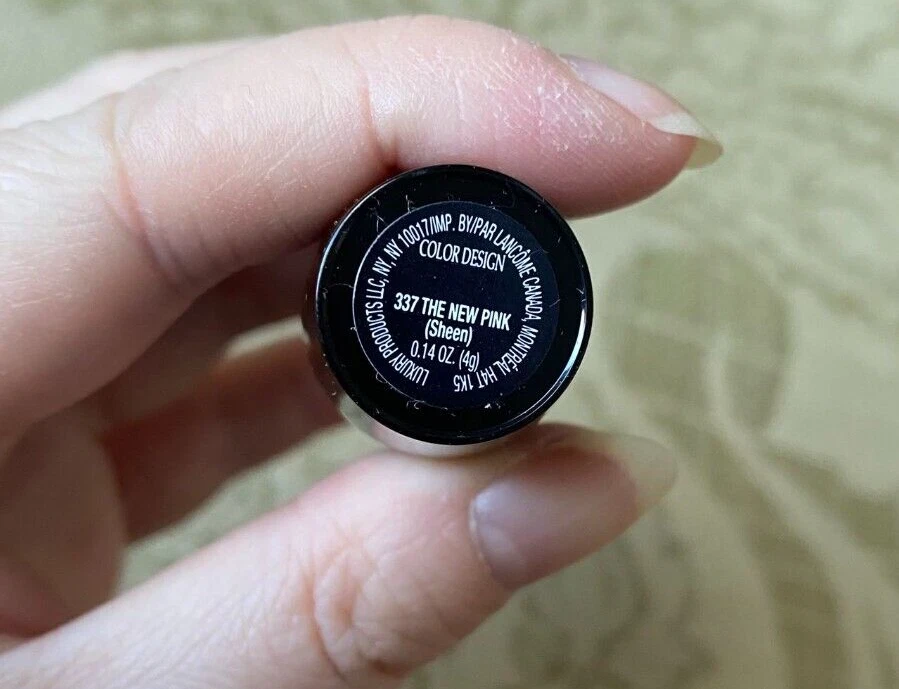 LUXURY PRODUCTS LLC, NY, NY 10017/IMP. BY/PAR LANCÔME CANADA, MONTRÉAL H4T 1K5
COLOR DESIGN
337 THE NEW PINK
(Sheen)
0.14 OZ. (4g)